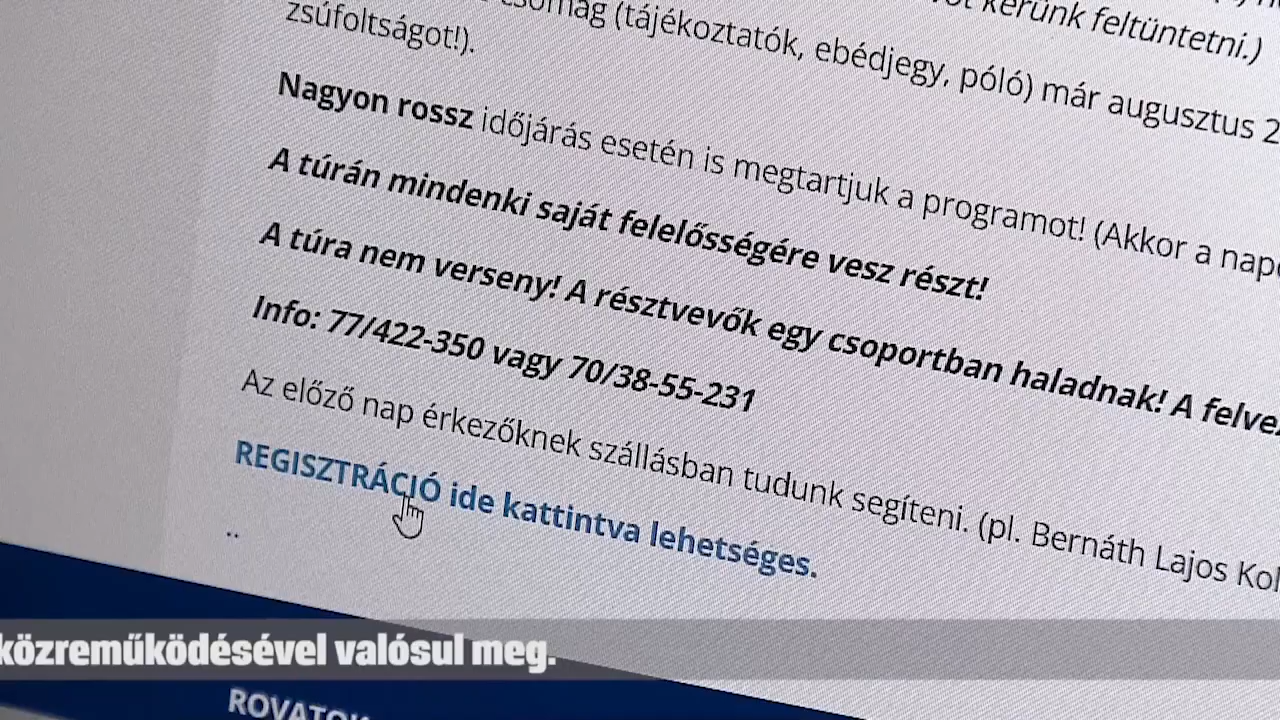 kérünk feltüntetni.)
csomag (tájékoztatók, ebédjegy, póló) már augusztus 2
zsúfoltságot!).
Nagyon rossz időjárás esetén is megtartjuk a programot! (Akkor a nap
A túrán mindenki saját felelősségére vesz részt!
A túra nem verseny! A résztvevők egy csoportban haladnak! A felve
Info: 77/422-350 vagy 70/38-55-231
Az előző nap érkezőknek szállásban tudunk segíteni. (pl. Bernáth Lajos Kol
REGISZTRÁCIÓ ide kattintva lehetséges.
..
közreműködésével valósul meg.
ROVATOK